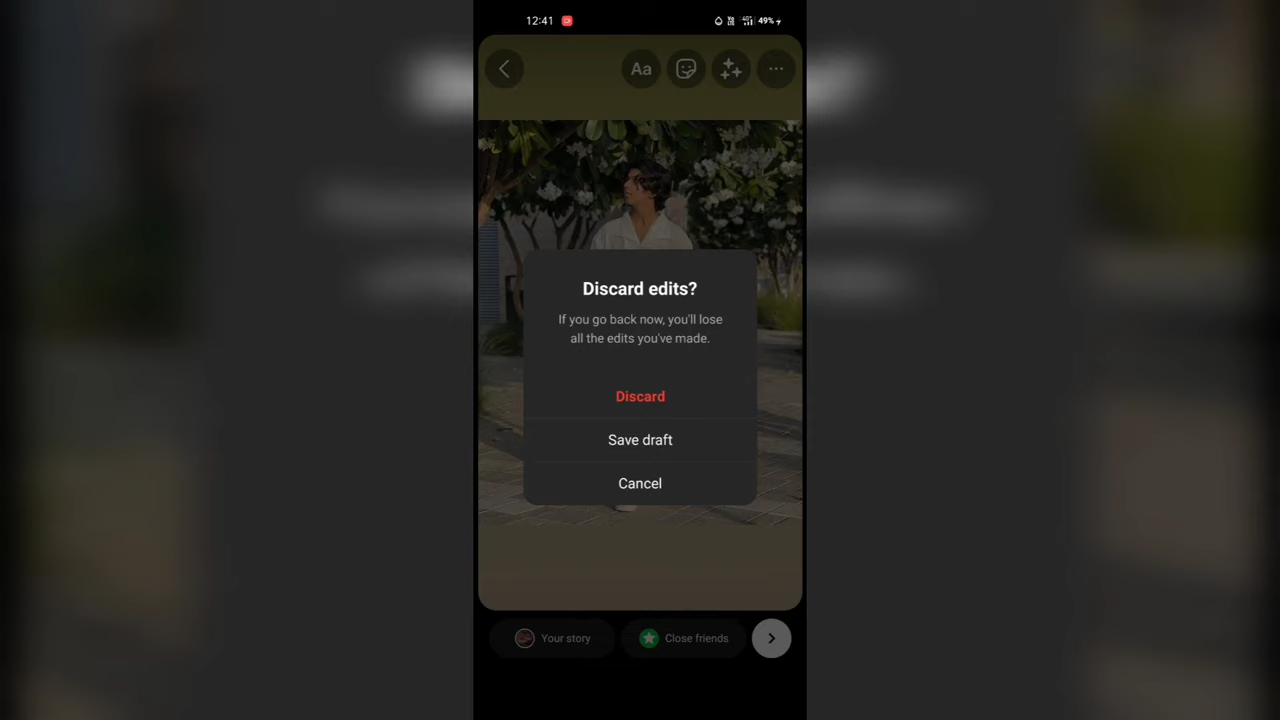 12:41
49%
Aa
Discard edits?
If you go back now, you'll lose
all the edits you've made.
Discard
Save draft
Cancel
Your story
Close friends